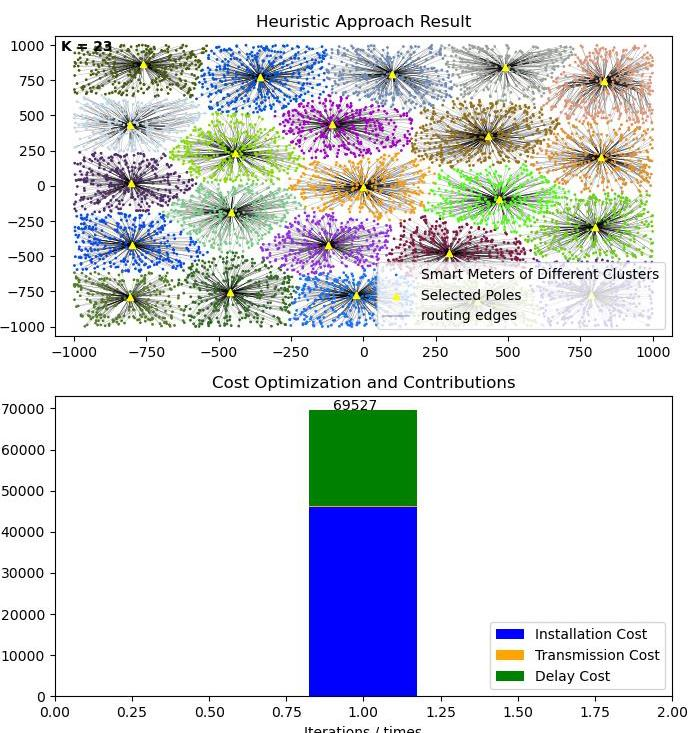 Heuristic Approach Result
K = 23
1000
750
500
250
0
−250
−500
−750
−1000
Smart Meters of Different Clusters
Selected Poles
routing edges
−1000 −750 −500 −250 0 250 500 750 1000
Cost Optimization and Contributions
70000
60000
50000
40000
30000
20000
10000
0
69527
Installation Cost
Transmission Cost
Delay Cost
0.00 0.25 0.50 0.75 1.00 1.25 1.50 1.75 2.00
Iterations / times